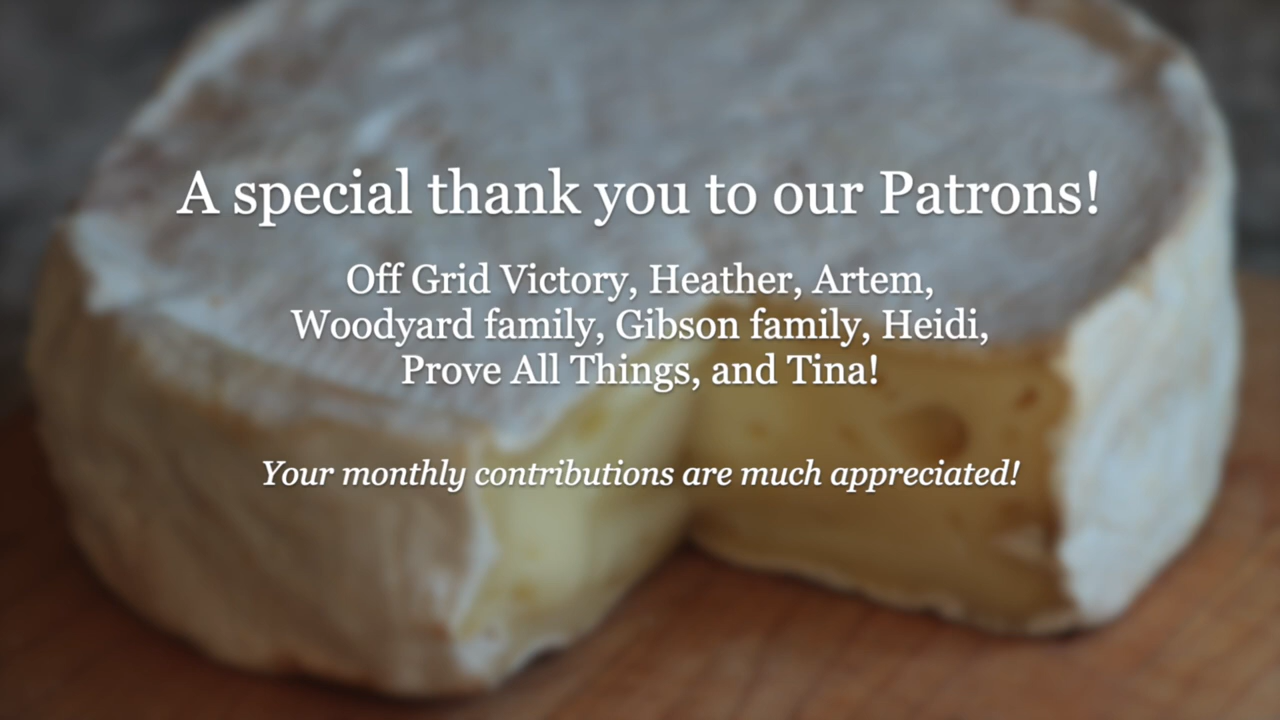 A special thank you to our Patrons!
Off Grid Victory, Heather, Artem,
Woodyard family, Gibson family, Heidi,
Prove All Things, and Tina!
Your monthly contributions are much appreciated!